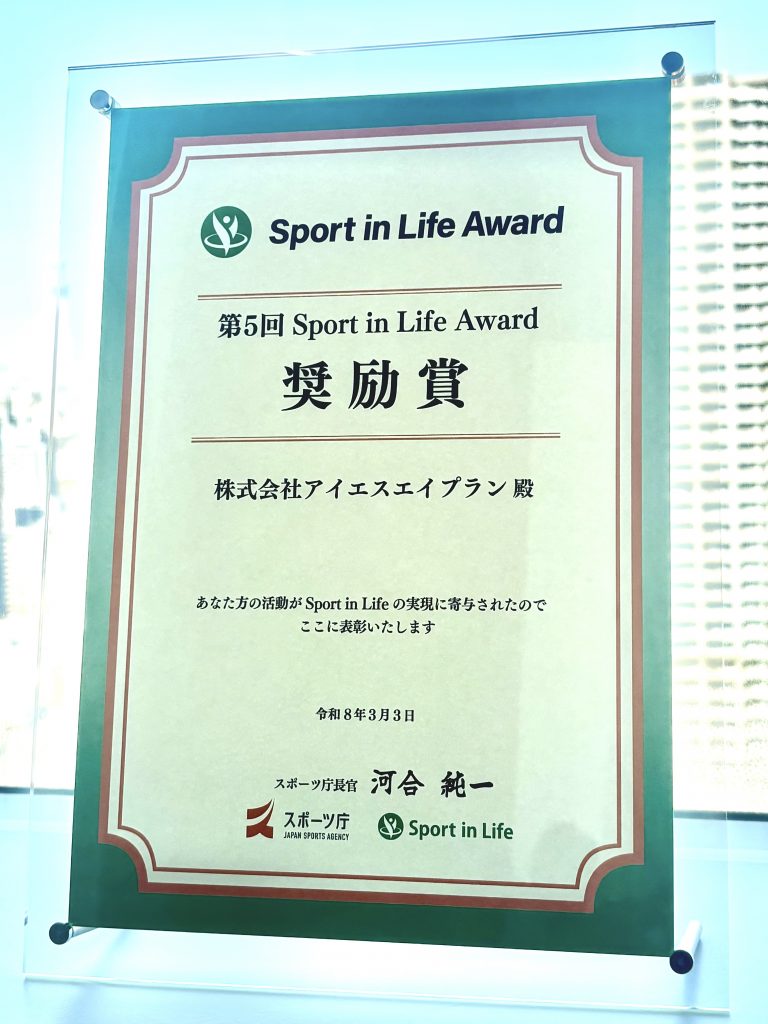 Sport in Life Award
第5回 Sport in Life Award
奨励賞
株式会社アイエスエイプラン 殿
あなた方の活動が Sport in Life の実現に寄与されたので
ここに表彰いたします
令和8年3月3日
スポーツ庁長官 河合 純一
スポーツ庁
JAPAN SPORTS AGENCY
Sport in Life